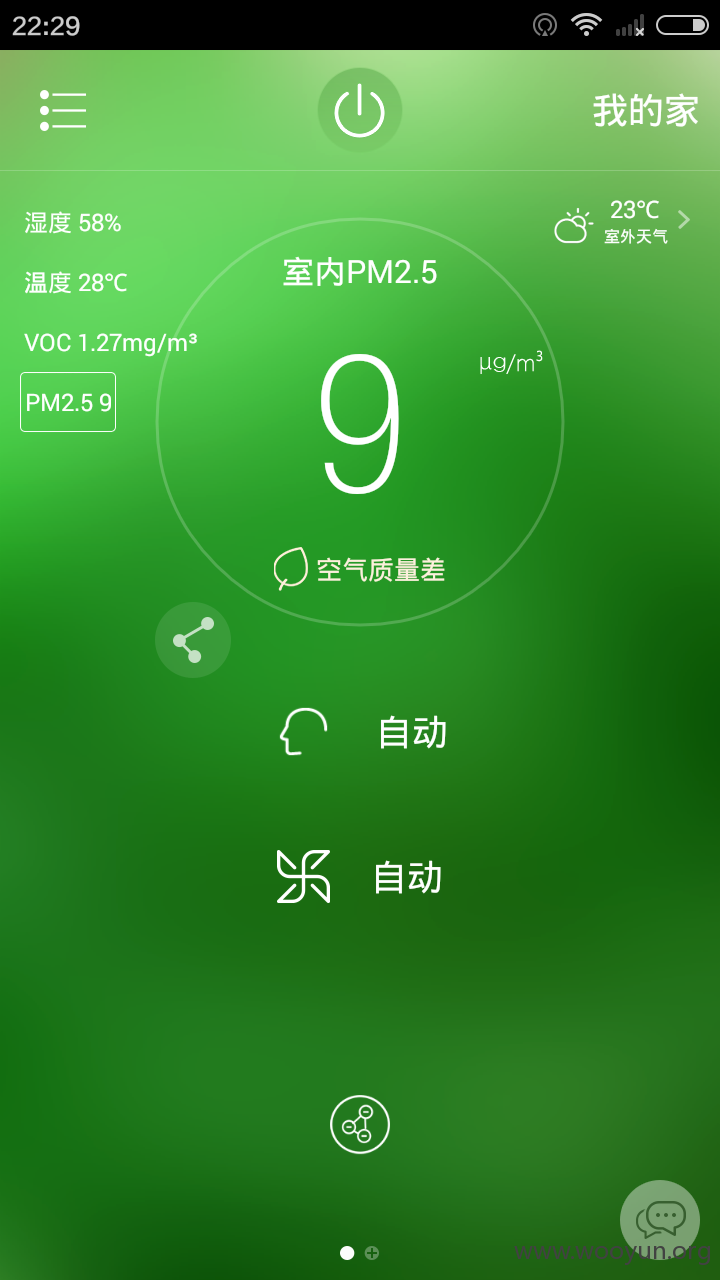 22:29
我的家
湿度 58%
23℃
室外天气
温度 28℃
室内PM2.5
VOC 1.27mg/m³
PM2.5 9
9
μg/m³
空气质量差
自动
自动
www.wooyun.org